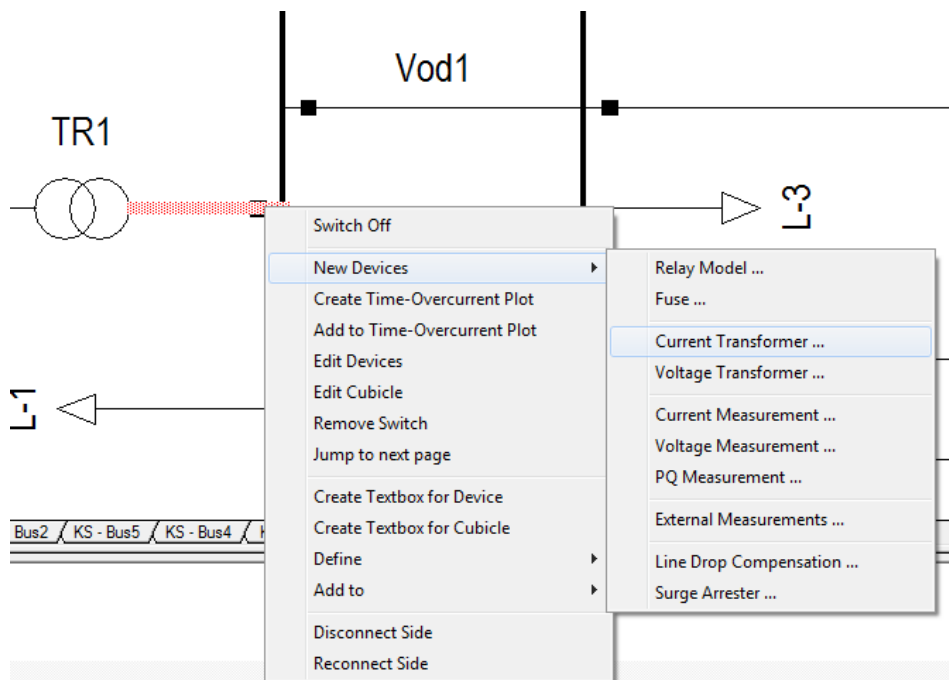 Vod1
TR1
L-3
L-1
Switch Off
New Devices
Create Time-Overcurrent Plot
Add to Time-Overcurrent Plot
Edit Devices
Edit Cubicle
Remove Switch
Jump to next page
Create Textbox for Device
Create Textbox for Cubicle
Define
Add to
Disconnect Side
Reconnect Side
Relay Model ...
Fuse ...
Current Transformer ...
Voltage Transformer ...
Current Measurement ...
Voltage Measurement ...
PQ Measurement ...
External Measurements ...
Line Drop Compensation ...
Surge Arrester ...
Bus2 KS - Bus5 KS - Bus4